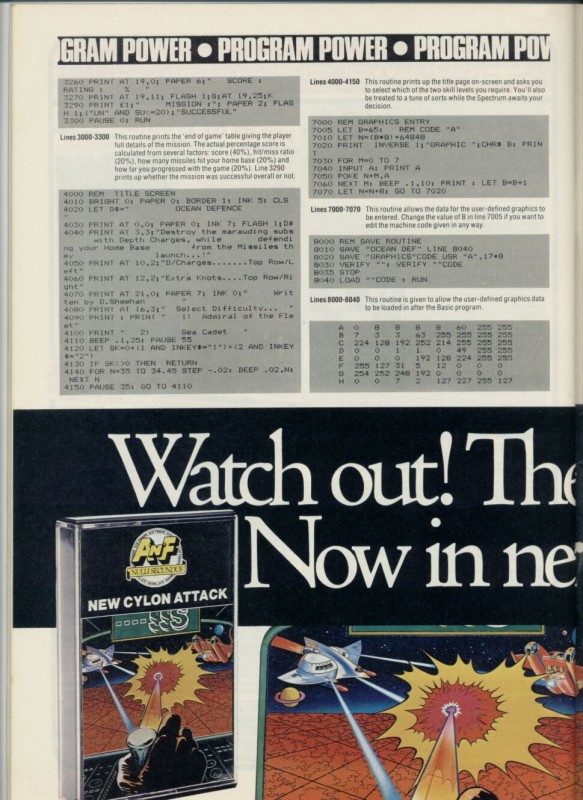 GRAM POWER ● PROGRAM POWER ● PROGRAM POW
3260 PRINT AT 19,0; PAPER 6;" SCORE :
RATING : % "
3270 PRINT AT 19,11; FLASH 1;S;AT 19,25;K
3290 PRINT £1;" MISSION :"; PAPER 2; FLAS
H 1;("UN" AND SU<=20);"SUCCESSFUL"
3300 PAUSE 0: RUN
Lines 3000-3300 This routine prints the 'end of game' table giving the player
full details of the mission. The actual percentage score is
calculated from several factors: score (40%), hit/miss ratio
(20%), how many missiles hit your home base (20%) and
how far you progressed with the game (20%). Line 3290
prints up whether the mission was successful overall or not.
4000 REM TITLE SCREEN
4010 BRIGHT 0: PAPER 0: BORDER 1: INK 5: CLS
4020 LET D$=" OCEAN DEFENCE
"
4030 PRINT AT 0,0; PAPER 0; INK 7; FLASH 1;D$
4040 PRINT AT 3,3;"Destroy the marauding subs
with Depth Charges, while defendi
ng your Home Base from the Missiles th
ey launch...!"
4050 PRINT AT 10,2;"D/Charges.......Top Row/L
eft"
4060 PRINT AT 12,2;"Extra Knots....Top Row/Ri
ght"
4070 PRINT AT 21,0; PAPER 7; INK 0;" Writ
ten by D.Sheehan "
4080 PRINT AT 16,3;" Select Difficulty... "
4090 PRINT : PRINT " 1) Admiral of the Fle
et"
4100 PRINT " 2) Sea Cadet "
4110 BEEP .1,35: PAUSE 55
4120 LET SK=0+(1 AND INKEY$="1")+(2 AND INKEY
$="2")
4130 IF SK<>0 THEN RETURN
4140 FOR N=35 TO 34.45 STEP -.02: BEEP .02,N:
NEXT N
4150 PAUSE 35: GO TO 4110
Lines 4000-4150 This routine prints up the title page on-screen and asks you
to select which of the two skill levels you require. You'll also
be treated to a tune of sorts while the Spectrum awaits your
decision.
7000 REM GRAPHICS ENTRY
7005 LET B=65: REM CODE "A"
7010 LET N=(B*8)+64848
7020 PRINT INVERSE 1;"GRAPHIC ";CHR$ B: PRIN
T
7030 FOR M=0 TO 7
7040 INPUT A: PRINT A
7050 POKE N+M,A
7060 NEXT M: BEEP .1,10: PRINT : LET B=B+1
7070 LET N=N+8: GO TO 7020
Lines 7000-7070 This routine allows the data for the user-defined graphics to
be entered. Change the value of B in line 7005 if you want to
edit the machine code given in any way.
8000 REM SAVE ROUTINE
8010 SAVE "OCEAN DEF" LINE 8040
8020 SAVE "GRAPHICS"CODE USR "A",17*8
8030 VERIFY "": VERIFY ""CODE
8035 STOP
8040 LOAD ""CODE : RUN
Lines 8000-8040 This routine is given to allow the user-defined graphics data
to be loaded in after the Basic program.
A 0 8 8 8 8 60 255 255
B 7 3 3 63 255 255 255 255
C 224 128 192 252 214 255 255 255
D 0 0 1 1 0 49 255 255
E 0 0 0 192 128 224 255 255
F 255 127 31 5 12 0 0 0
G 254 252 248 192 0 0 0 0
H 0 0 7 2 127 227 255 127
Watch out! The
Now in ne
AnF
NULLI SECUNDUS
NEW CYLON ATTACK